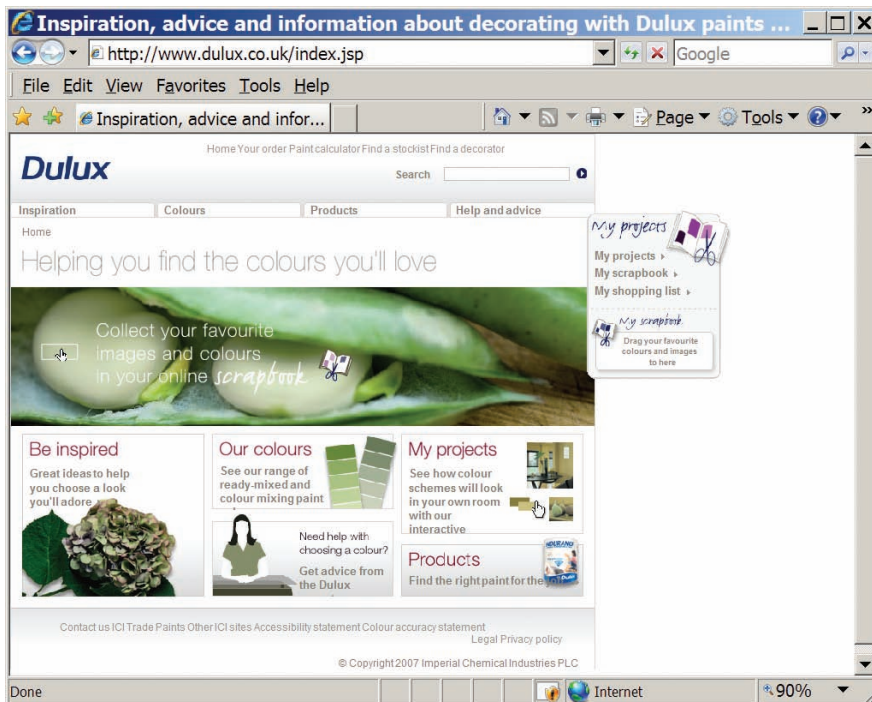 Inspiration, advice and information about decorating with Dulux paints ...
http://www.dulux.co.uk/index.jsp
Google
File Edit View Favorites Tools Help
Inspiration, advice and infor...
Page Tools
Home Your order Paint calculator Find a stockist Find a decorator
Dulux
Search
Inspiration Colours Products Help and advice
Home
Helping you find the colours you'll love
Collect your favourite
images and colours
in your online scrapbook
My projects
My projects
My scrapbook
My shopping list
My scrapbook
Drag your favourite
colours and images
to here
Be inspired
Great ideas to help
you choose a look
you'll adore
Our colours
See our range of
ready-mixed and
colour mixing paint
Need help with
choosing a colour?
Get advice from
the Dulux
My projects
See how colour
schemes will look
in your own room
with our
interactive
Products
Find the right paint for the
Contact us ICI Trade Paints Other ICI sites Accessibility statement Colour accuracy statement
Legal Privacy policy
© Copyright 2007 Imperial Chemical Industries PLC
Done Internet 90%